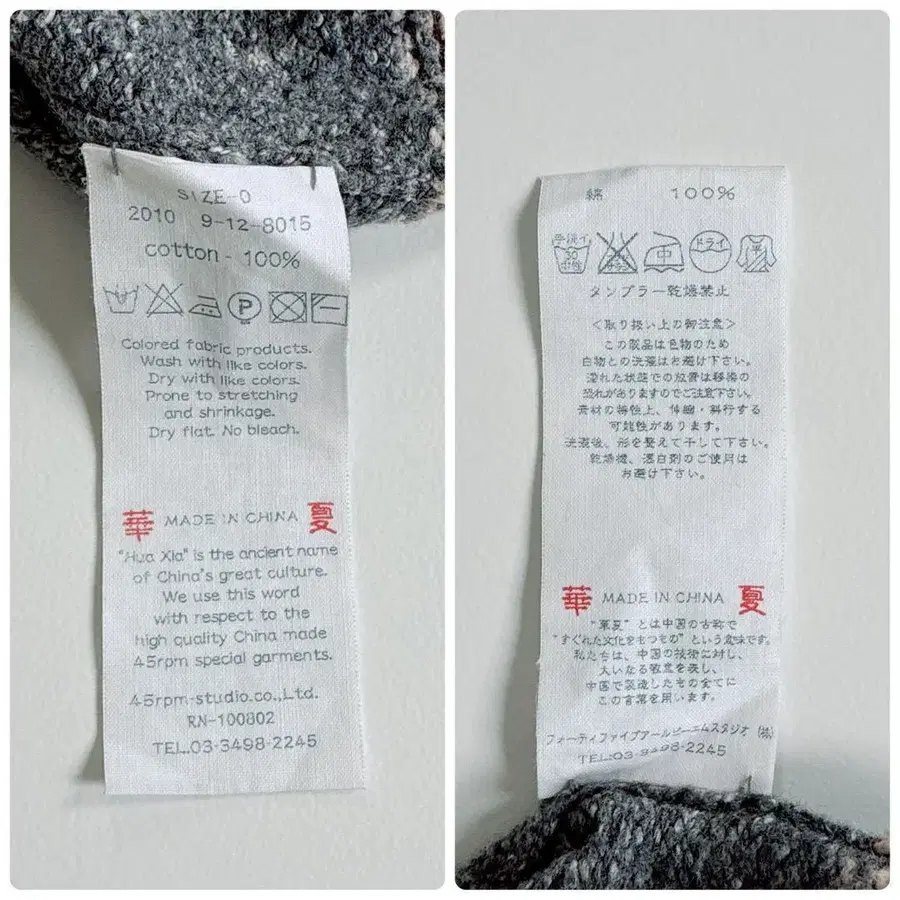 SIZE-0
2010 9-12-8015
cotton - 100%
P
Colored fabric products.
Wash with like colors.
Dry with like colors.
Prone to stretching
and shrinkage.
Dry flat. No bleach.
華 MADE IN CHINA 夏
"Hua Xia" is the ancient name
of China's great culture.
We use this word
with respect to the
high quality China made
45rpm special garments.
45rpm-studio.co.,Ltd.
RN-100802
TEL.03-3498-2245
綿 100%
手洗イ 30 中性 中 ドライ 平
タンブラー乾燥禁止
<取り扱い上の御注意>
この製品は色物のため
白物との洗濯はお避け下さい。
濡れた状態での放置は移染の
恐れがありますのでご注意下さい。
素材の特性上、伸縮・斜行する
可能性があります。
洗濯後、形を整えて干して下さい。
乾燥機、漂白剤のご使用は
お避け下さい。
華 MADE IN CHINA 夏
"華夏" とは中国の古称で
"すぐれた文化をもつもの" という意味です。
私たちは、中国の技術に対し、
大いなる敬意を表し、
中国で製造したもの全てに
この言葉を用います。
フォーティファイブアールピーエムスタジオ (株)
TEL:03-3498-2245